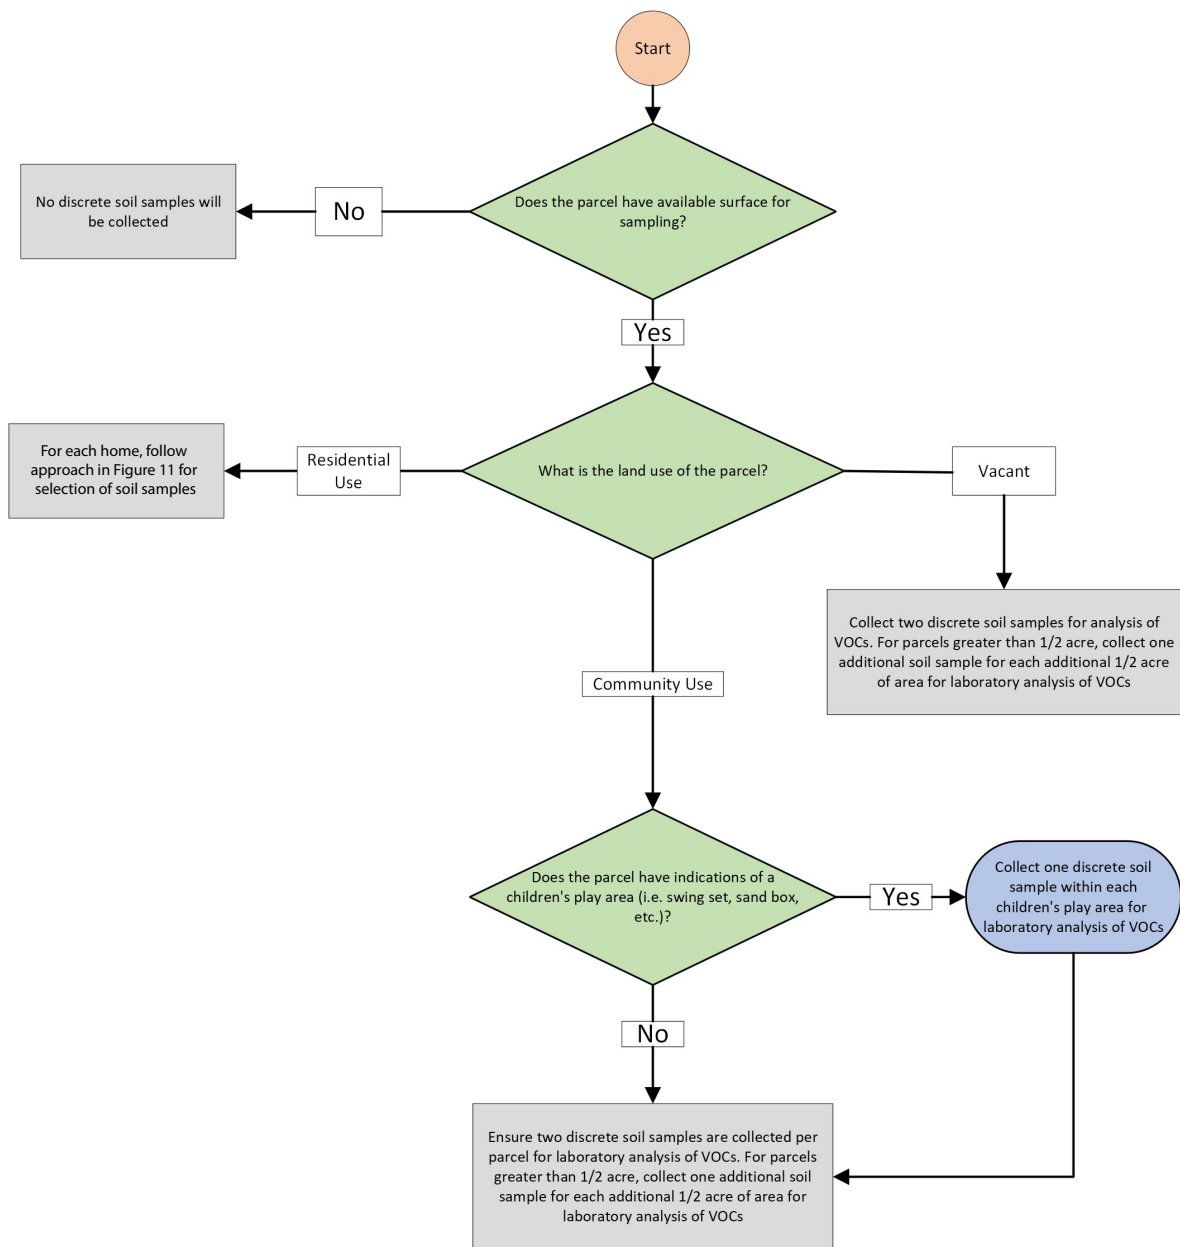 Start
Does the parcel have available surface for
sampling?
No
No discrete soil samples will
be collected
Yes
What is the land use of the parcel?
Residential
Use
For each home, follow
approach in Figure 11 for
selection of soil samples
Vacant
Collect two discrete soil samples for analysis of
VOCs. For parcels greater than 1/2 acre, collect one
additional soil sample for each additional 1/2 acre
of area for laboratory analysis of VOCs
Community Use
Does the parcel have indications of a
children's play area (i.e. swing set, sand box,
etc.)?
Yes
Collect one discrete soil
sample within each
children's play area for
laboratory analysis of VOCs
No
Ensure two discrete soil samples are collected per
parcel for laboratory analysis of VOCs. For parcels
greater than 1/2 acre, collect one additional soil
sample for each additional 1/2 acre of area for
laboratory analysis of VOCs